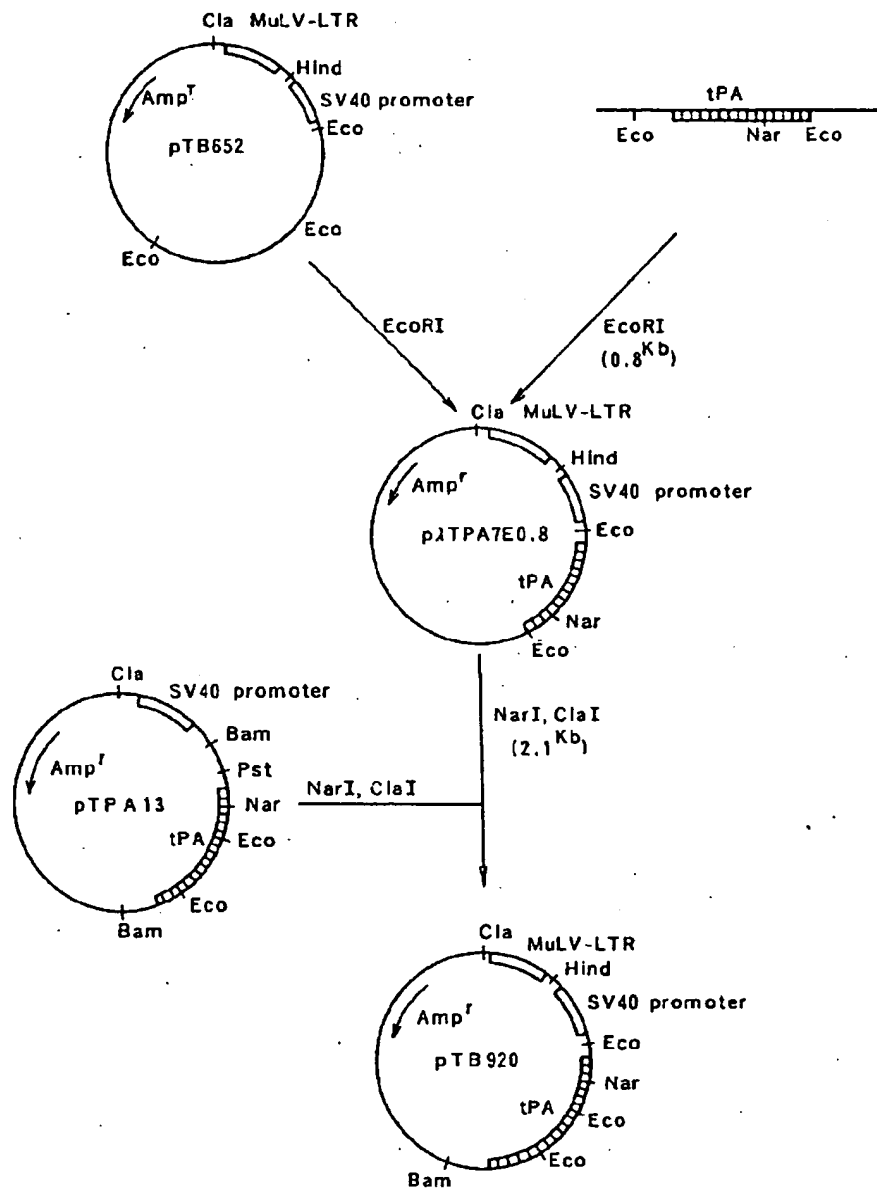 Cla MuLV-LTR
Hind
Ampr
SV40 promoter
Eco
pTB652
Eco
Eco
tPA
Eco
Nar
Eco
EcoRI
EcoRI
(0.8Kb)
Cla MuLV-LTR
Hind
Ampr
SV40 promoter
Eco
pλTPA7E0.8
tPA
Nar
Eco
Cla
SV40 promoter
Bam
Ampr
Pst
pTPA13
Nar
tPA
Eco
Eco
Bam
NarI, ClaI
NarI, ClaI
(2.1Kb)
Cla
MuLV-LTR
Hind
SV40 promoter
Ampr
Eco
pTB920
Nar
tPA
Eco
Eco
Bam